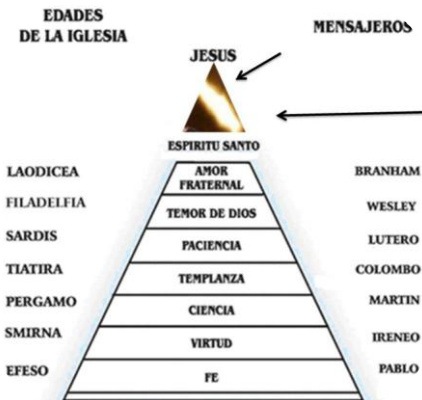 EDADES
DE LA IGLESIA
MENSAJEROS
JESUS
ESPIRITU SANTO
LAODICEA
AMOR
FRATERNAL
BRANHAM
FILADELFIA
TEMOR DE DIOS
WESLEY
SARDIS
PACIENCIA
LUTERO
TIATIRA
TEMPLANZA
COLOMBO
PERGAMO
CIENCIA
MARTIN
SMIRNA
VIRTUD
IRENEO
EFESO
FE
PABLO